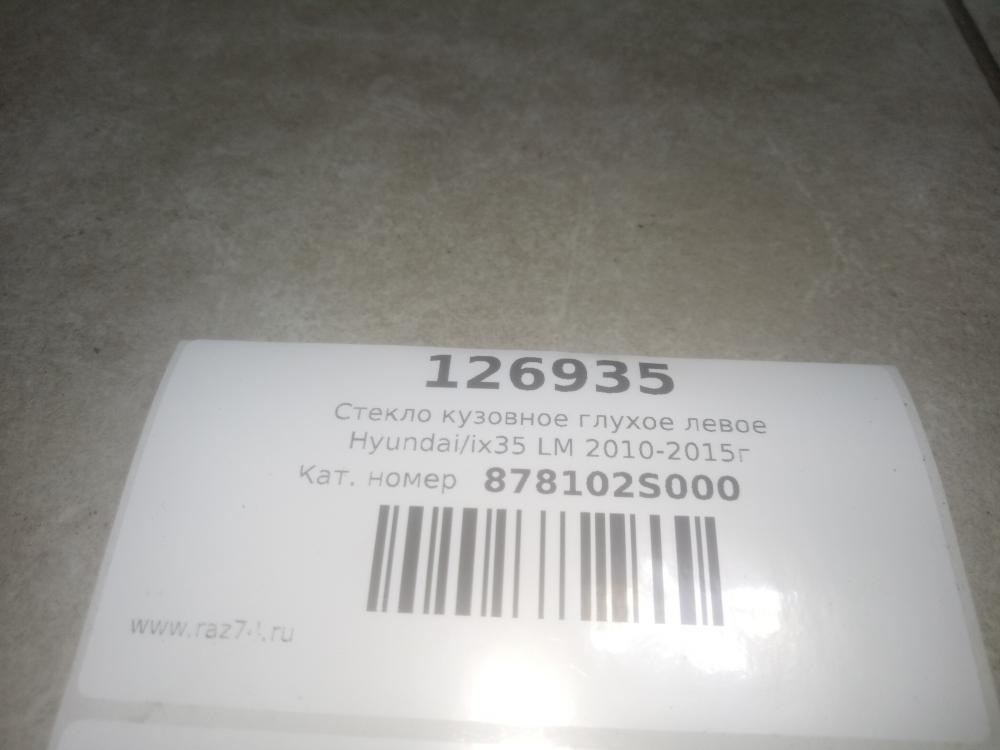 126935
Стекло кузовное глухое левое
Hyundai/ix35 LM 2010-2015г
Кат. номер 878102S000
www.raz74.ru